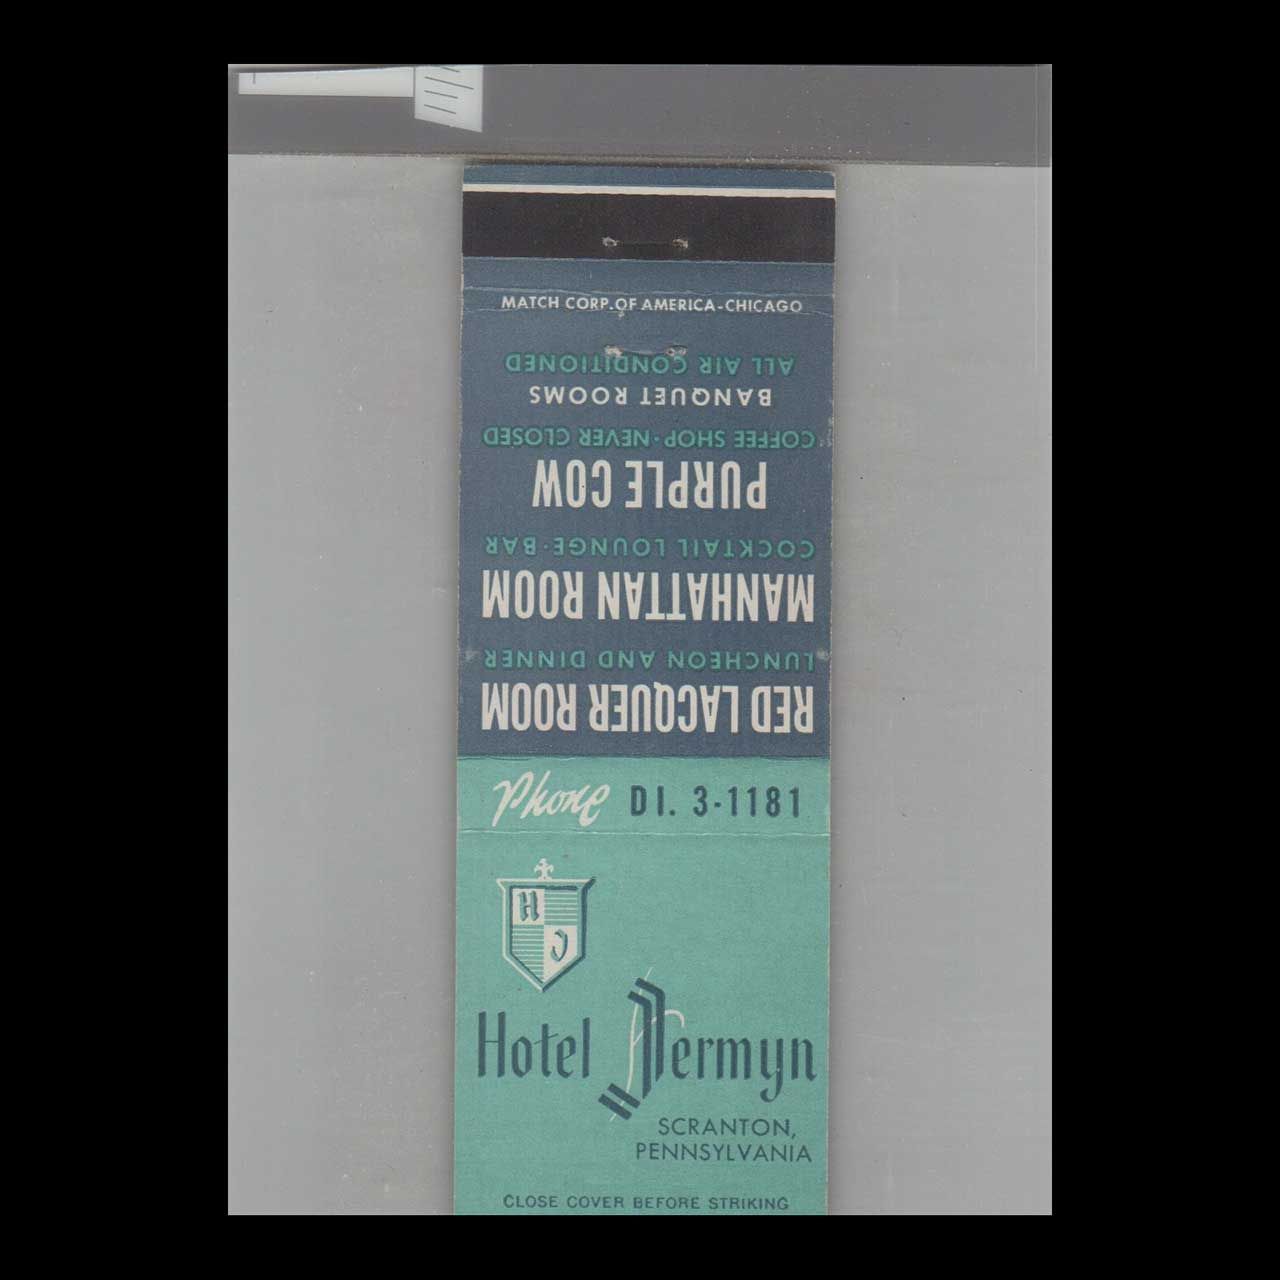 MATCH CORP. OF AMERICA-CHICAGO
RED LACQUER ROOM
LUNCHEON AND DINNER
MANHATTAN ROOM
COCKTAIL LOUNGE·BAR
PURPLE COW
COFFEE SHOP·NEVER CLOSED
BANQUET ROOMS
ALL AIR CONDITIONED
Phone DI. 3-1181
H
J
Hotel Jermyn
SCRANTON,
PENNSYLVANIA
CLOSE COVER BEFORE STRIKING